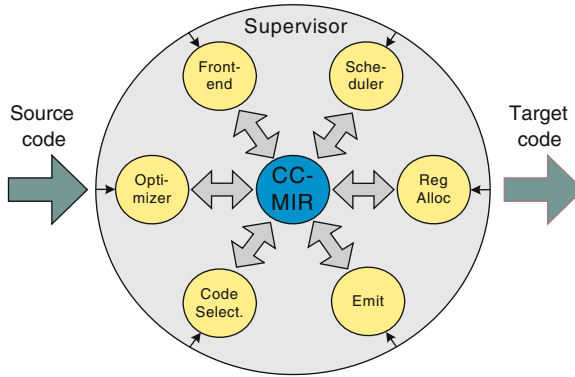 Supervisor
Front-
end
Sche-
duler
Source
code
Target
code
Opti-
mizer
CC-
MIR
Reg
Alloc
Code
Select.
Emit